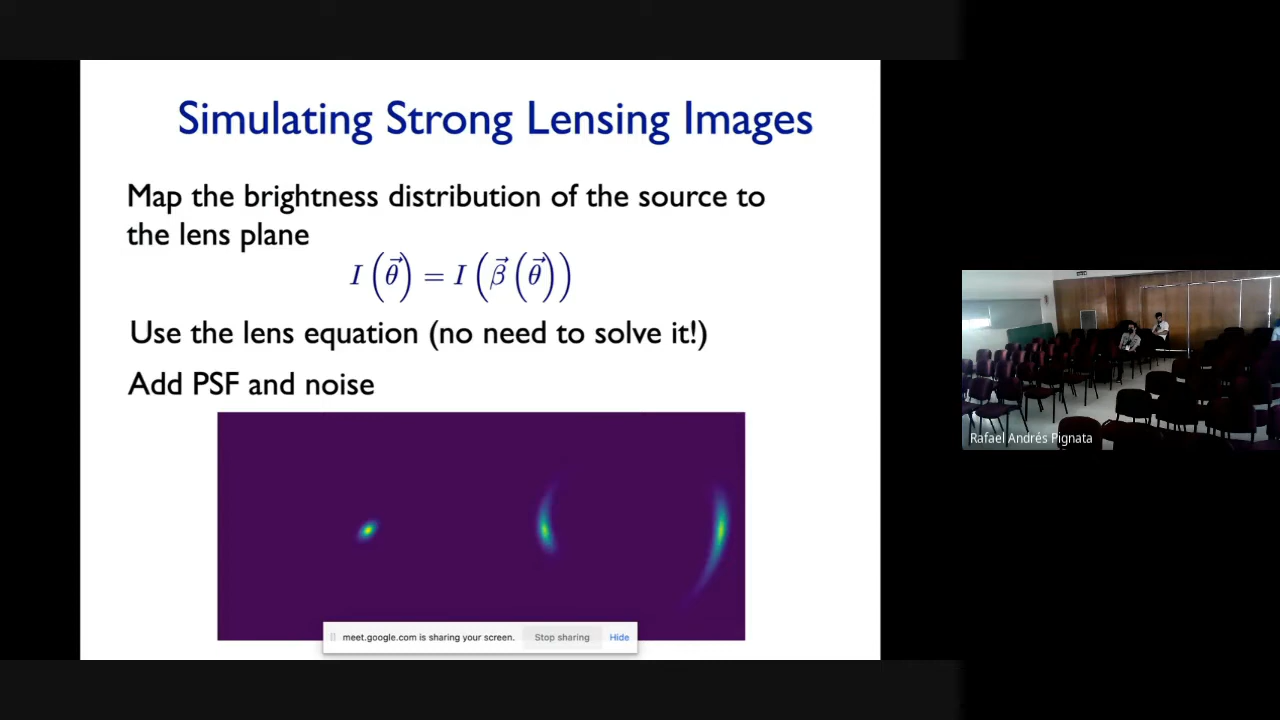 Simulating Strong Lensing Images
Map the brightness distribution of the source to
the lens plane
I(θ⃗) = I(β⃗(θ⃗))
Use the lens equation (no need to solve it!)
Add PSF and noise
meet.google.com is sharing your screen. Stop sharing Hide
Rafael Andrés Pignata